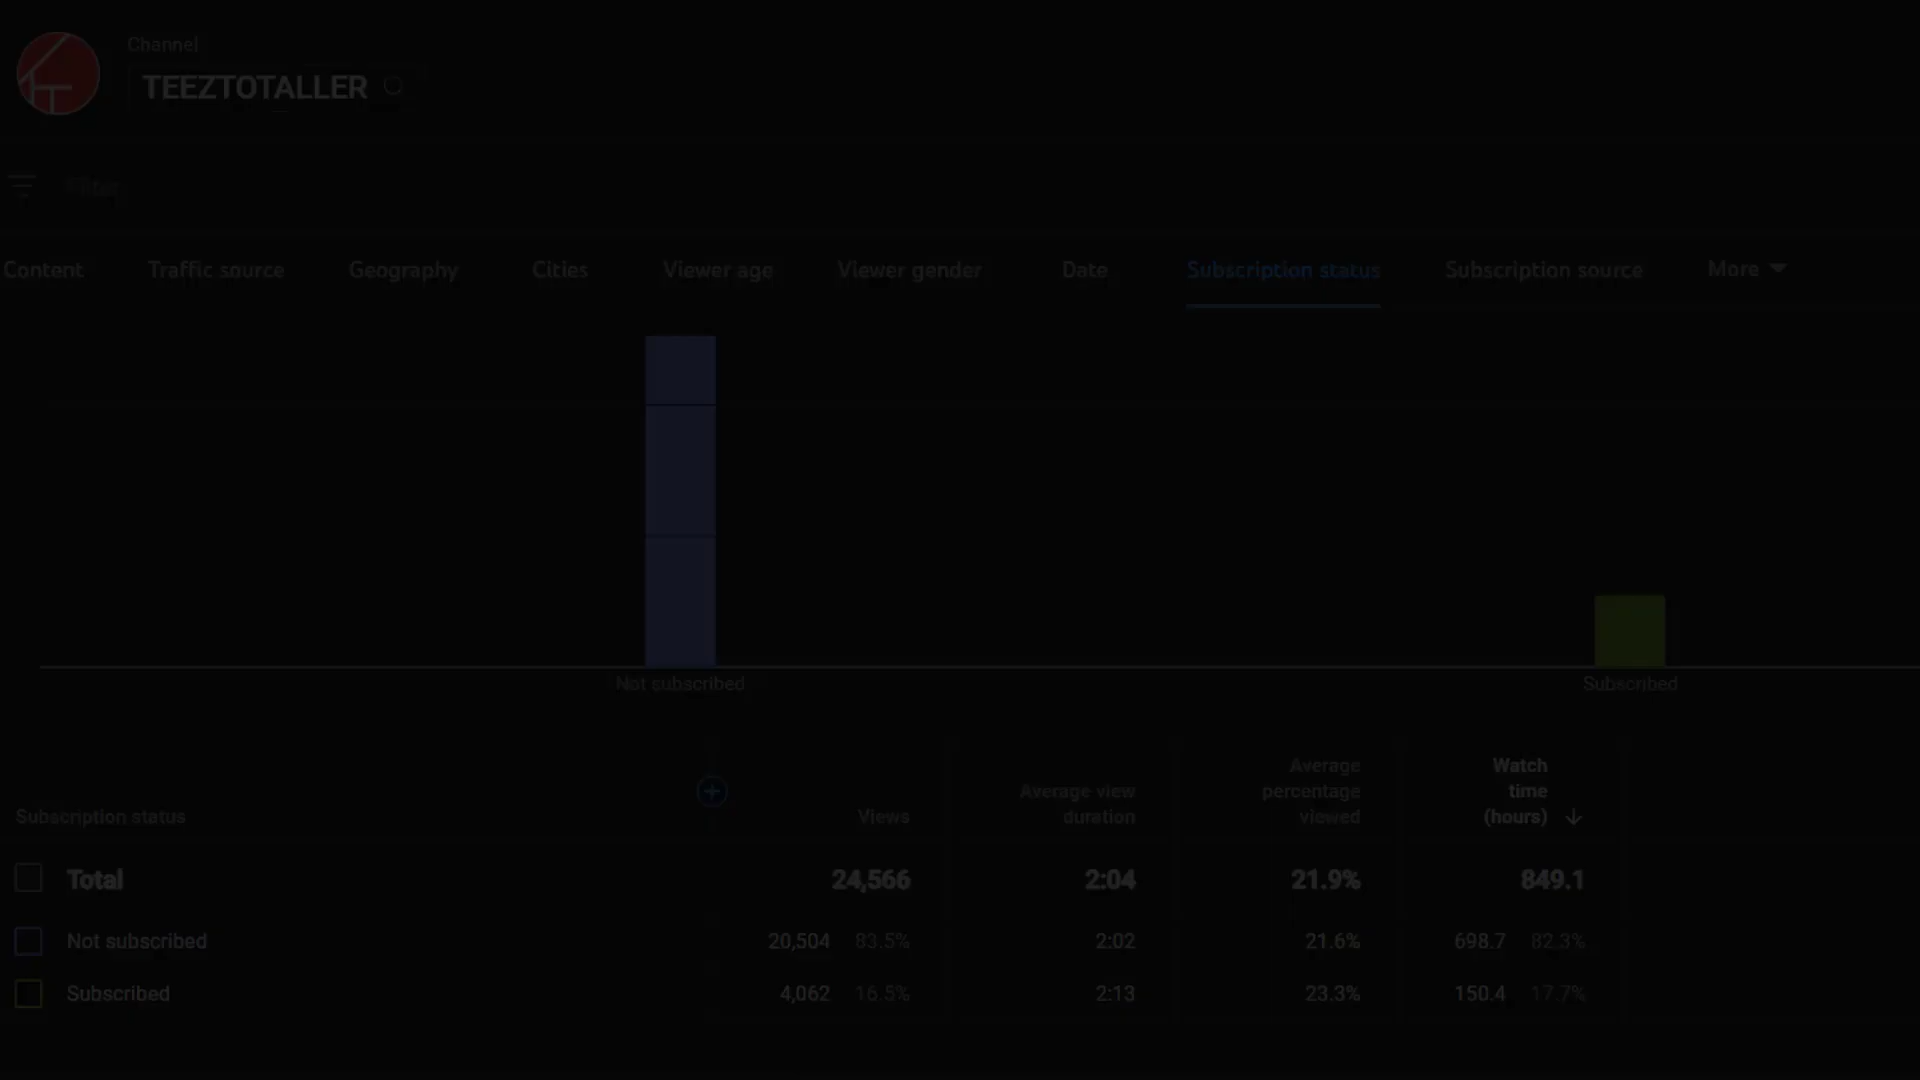 Channel
TEEZTOTALLER
Filter
Content Traffic source Geography Cities Viewer age Viewer gender Date Subscription status Subscription source More
Not subscribed Subscribed
Subscription status Views Average view duration Average percentage viewed Watch time (hours)
Total 24,566 2:04 21.9% 849.1
Not subscribed 20,504 83.5% 2:02 21.6% 698.7 82.3%
Subscribed 4,062 16.5% 2:13 23.3% 150.4 17.7%